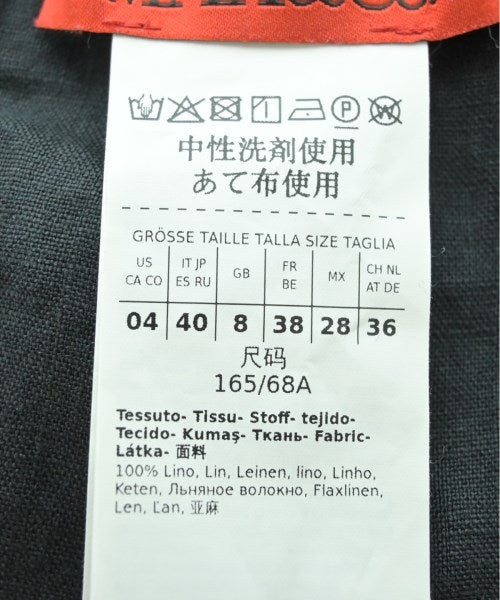 中性洗剤使用
あて布使用
GRÖSSE TAILLE TALLA SIZE TAGLIA
US CA CO | IT JP ES RU | GB | FR BE | MX | CH NL AT DE
04 | 40 | 8 | 38 | 28 | 36
尺码
165/68A
Tessuto- Tissu- Stoff- tejido-
Tecido- Kumaş- Ткань- Fabric-
Látka- 面料
100% Lino, Lin, Leinen, lino, Linho,
Keten, Льняное волокно, Flaxlinen,
Len, Ľan, 亚麻